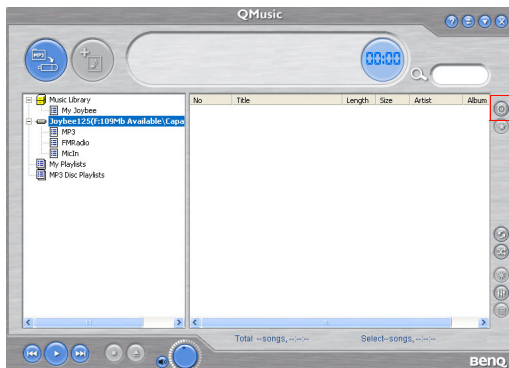 QMusic
?
MP3
00:00
Music Library
My Joybee
Joybee125(F:109Mb Available\Capa
MP3
FMRadio
MicIn
My Playlists
MP3 Disc Playlists
No Title Length Size Artist Album
Total --songs,--:--:-- Select--songs,--:--:--
BenQ